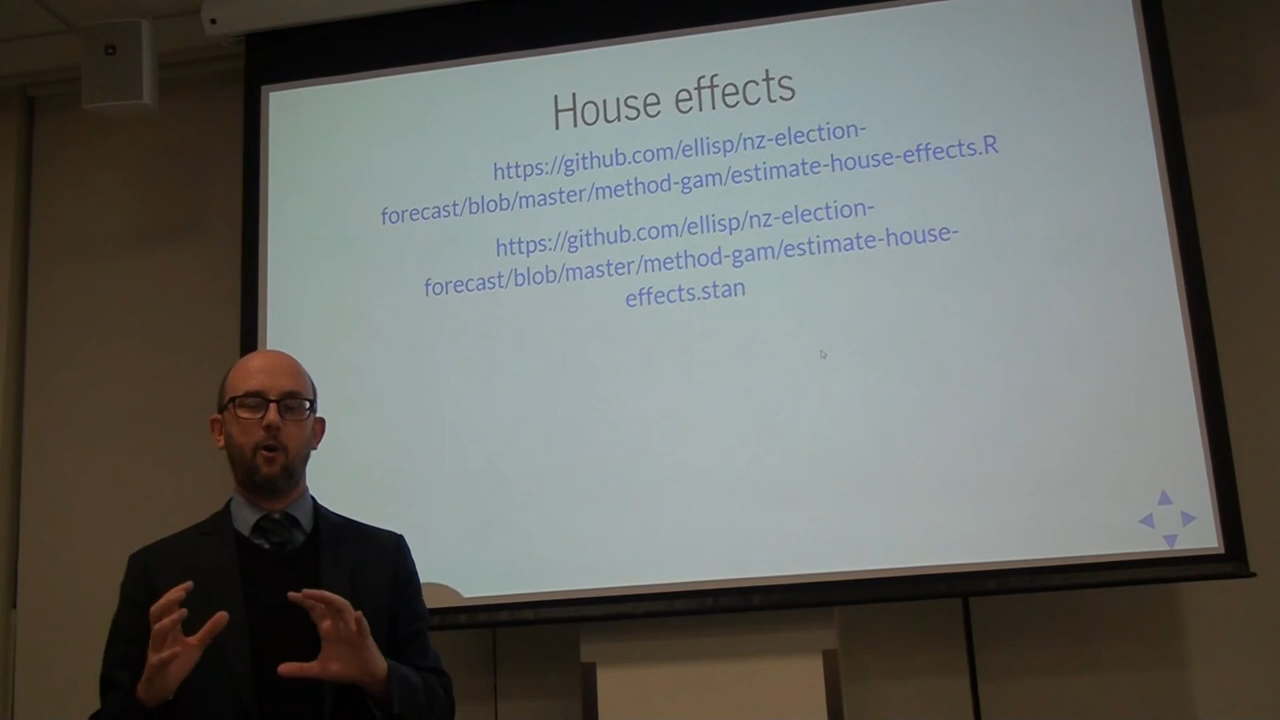 House effects
https://github.com/ellisp/nz-election-
forecast/blob/master/method-gam/estimate-house-effects.R
https://github.com/ellisp/nz-election-
forecast/blob/master/method-gam/estimate-house-
effects.stan